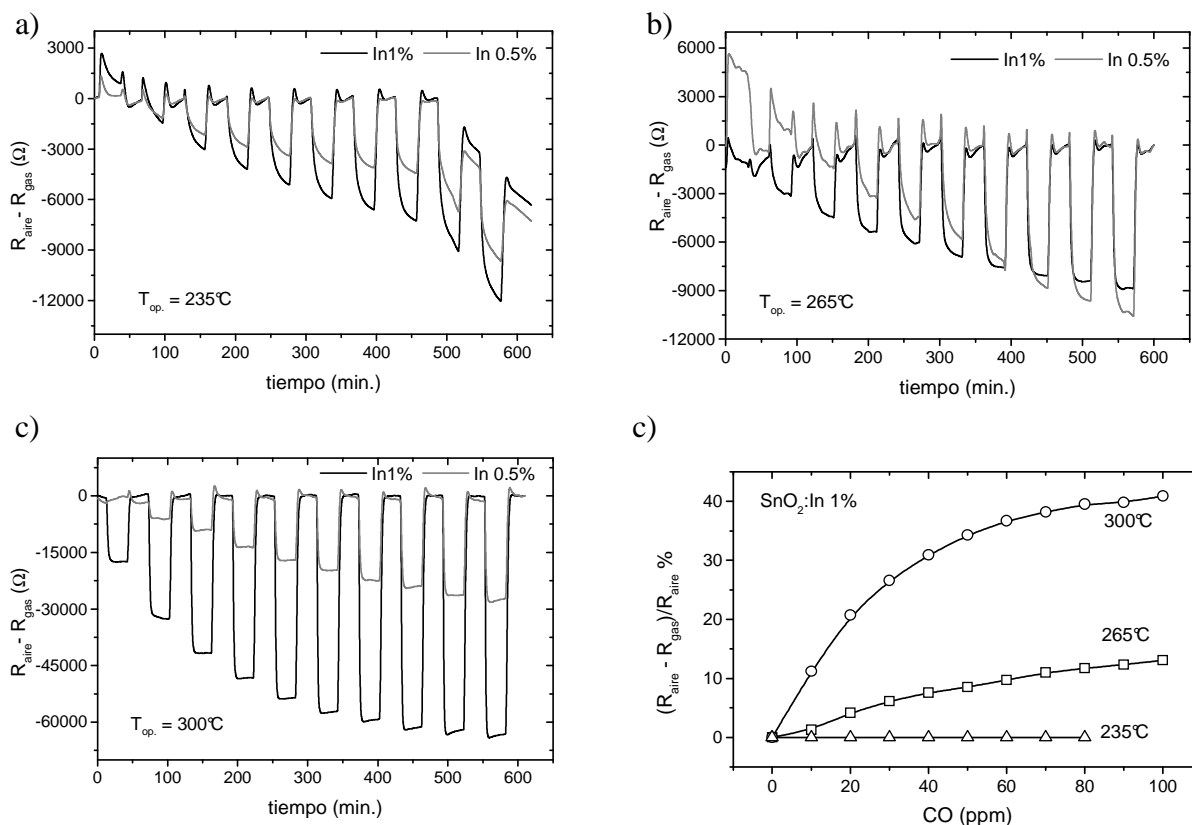 a)
In1% In 0.5%
3000
0
-3000
-6000
-9000
-12000
R_aire - R_gas (Ω)
T_op. = 235°C
0 100 200 300 400 500 600
tiempo (min.)
b)
In1% In 0.5%
6000
3000
0
-3000
-6000
-9000
-12000
R_aire - R_gas (Ω)
T_op. = 265°C
0 100 200 300 400 500 600
tiempo (min.)
c)
In1% In 0.5%
0
-15000
-30000
-45000
-60000
R_aire - R_gas (Ω)
T_op. = 300°C
0 100 200 300 400 500 600
tiempo (min.)
c)
SnO₂:In 1%
40
30
20
10
0
(R_aire - R_gas)/R_aire %
300°C
265°C
235°C
0 20 40 60 80 100
CO (ppm)